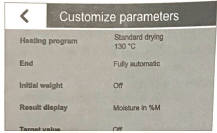 Customize parameters
Heating program Standard drying
130 °C
End Fully automatic
Initial weight Off
Result display Moisture in %M
Target value Off